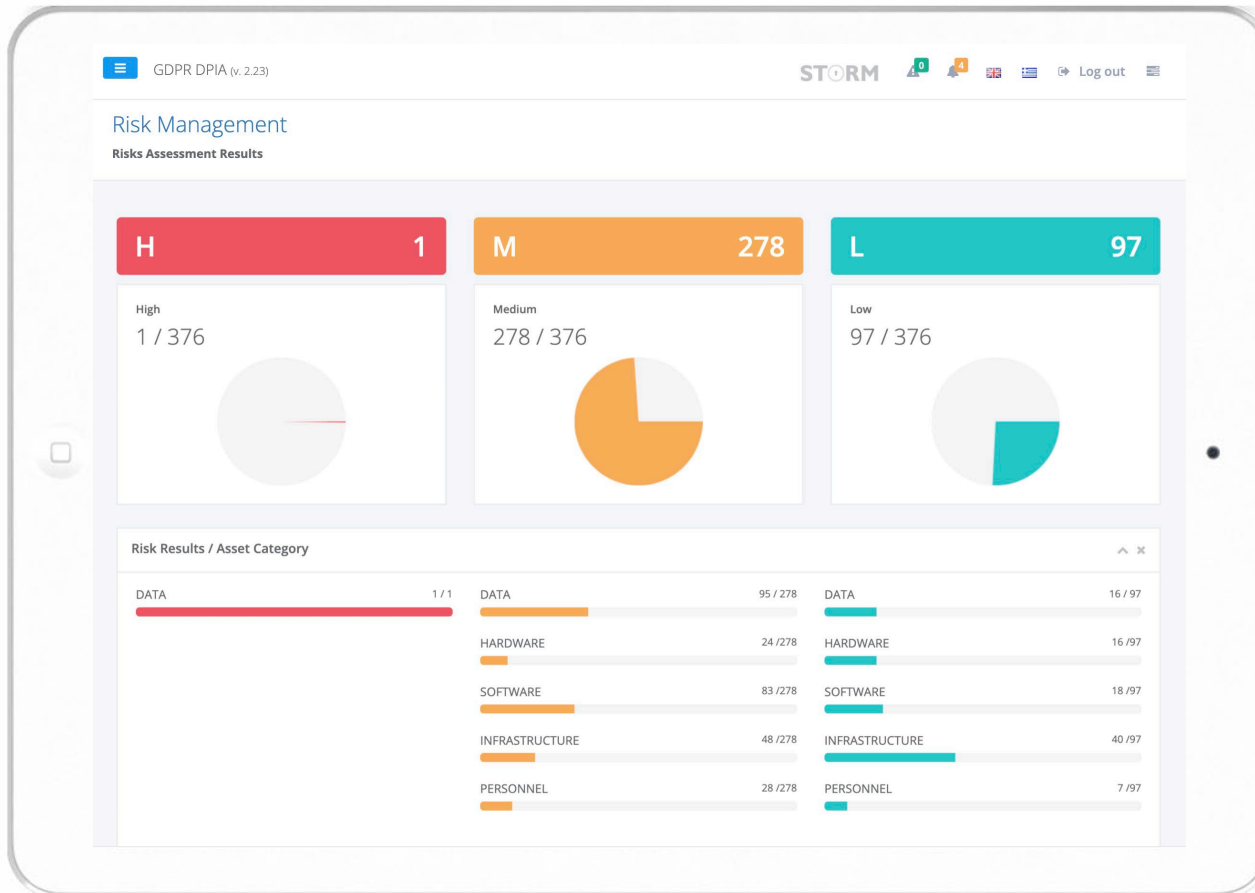 GDPR DPIA (v. 2.23)
STORM
0
4
Log out
Risk Management
Risks Assessment Results
H 1
M 278
L 97
High
1 / 376
Medium
278 / 376
Low
97 / 376
Risk Results / Asset Category
DATA 1 / 1
DATA 95 / 278
HARDWARE 24 /278
SOFTWARE 83 /278
INFRASTRUCTURE 48 /278
PERSONNEL 28 /278
DATA 16 / 97
HARDWARE 16 /97
SOFTWARE 18 /97
INFRASTRUCTURE 40 /97
PERSONNEL 7 /97